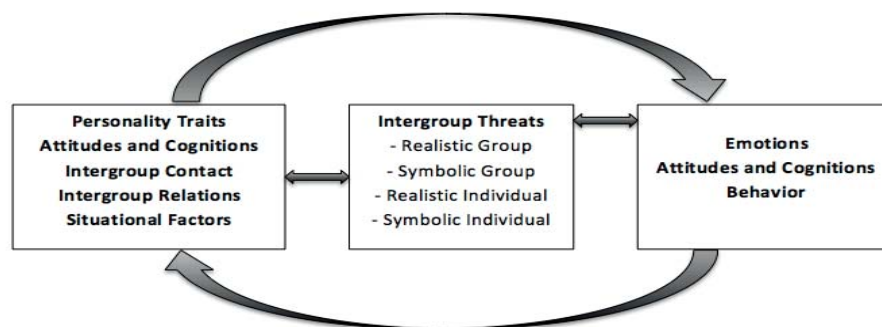 Personality Traits
Attitudes and Cognitions
Intergroup Contact
Intergroup Relations
Situational Factors
Intergroup Threats
- Realistic Group
- Symbolic Group
- Realistic Individual
- Symbolic Individual
Emotions
Attitudes and Cognitions
Behavior